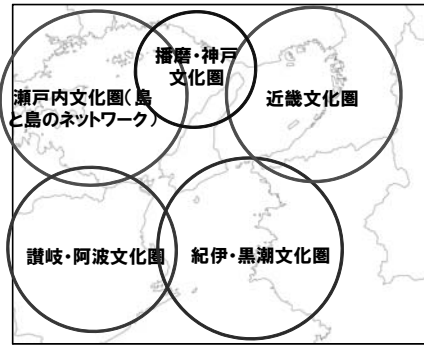 播磨・神戸
文化圏
瀬戸内文化圏(島
と島のネットワーク)
近畿文化圏
讃岐・阿波文化圏
紀伊・黒潮文化圏